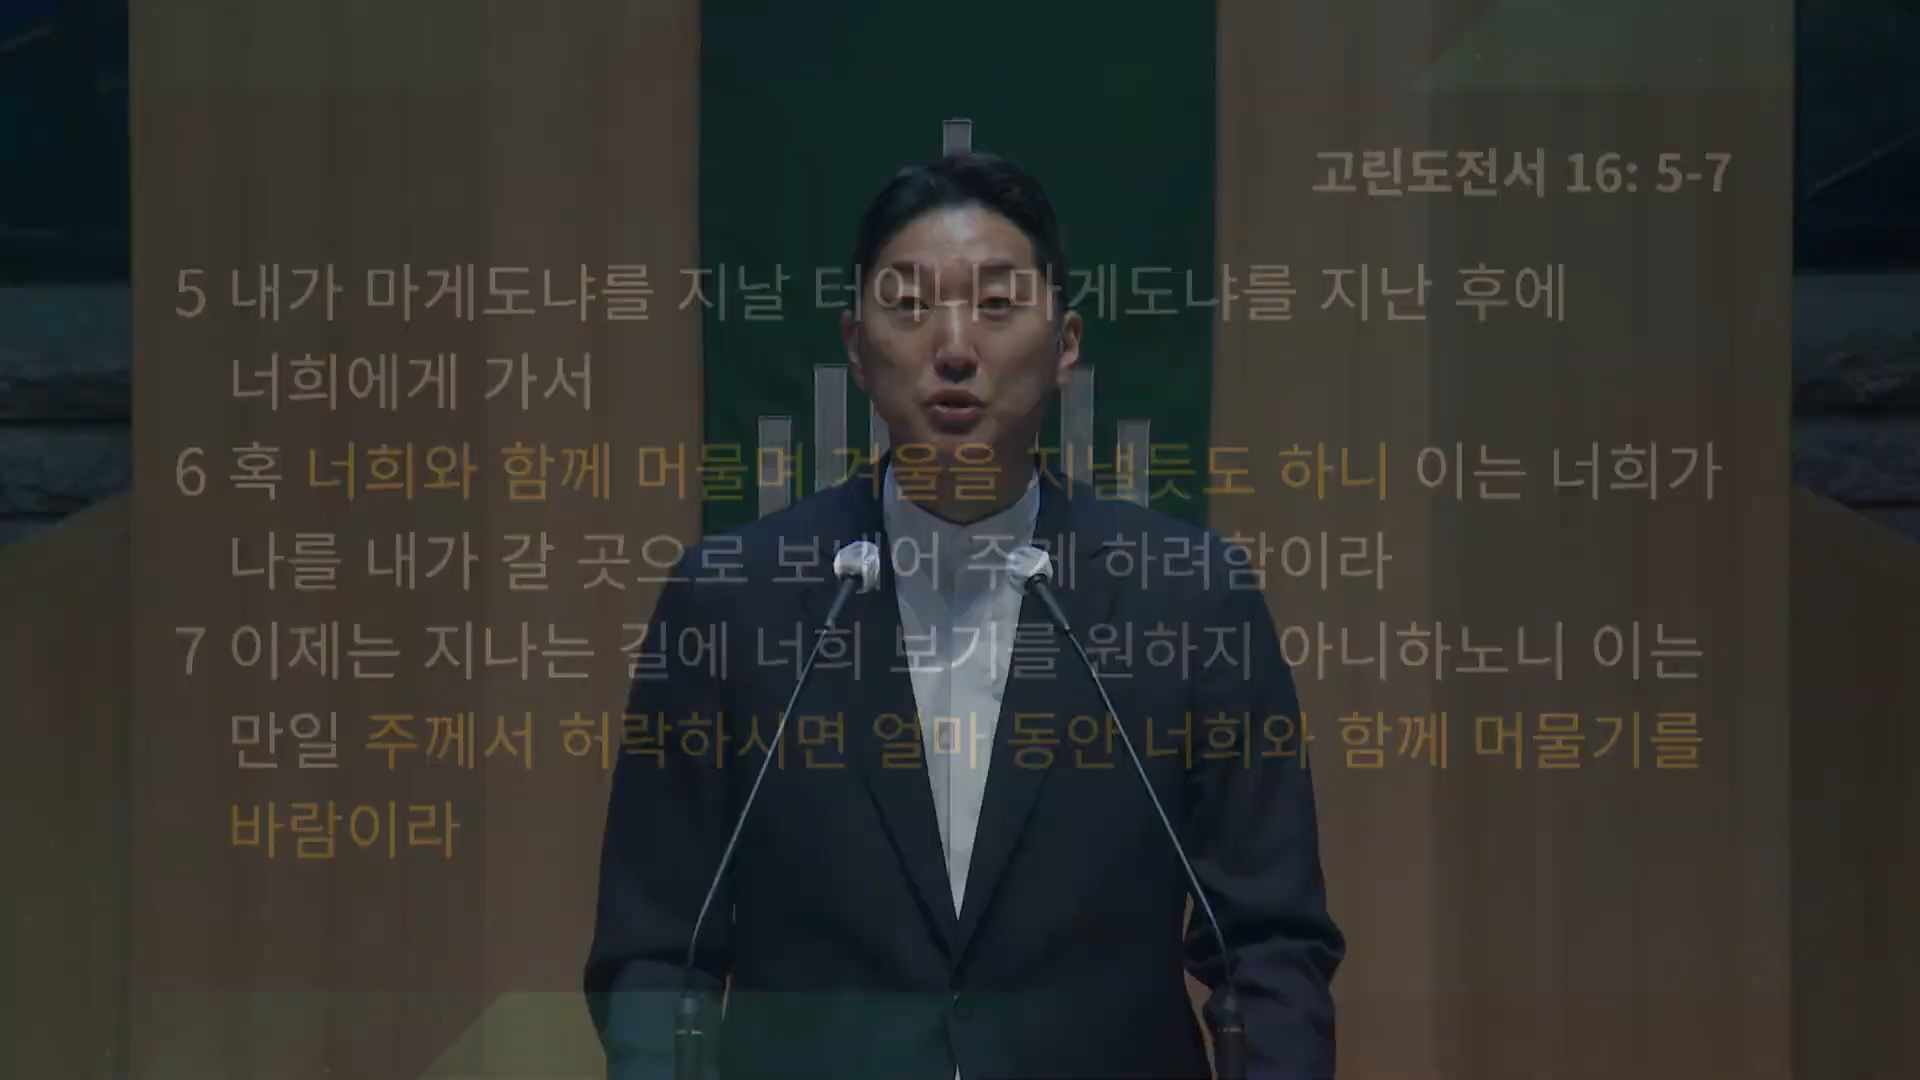 고린도전서 16: 5-7
5 내가 마게도냐를 지날 터이니 마게도냐를 지난 후에
너희에게 가서
6 혹 너희와 함께 머물며 겨울을 지낼듯도 하니 이는 너희가
나를 내가 갈 곳으로 보내어 주게 하려함이라
7 이제는 지나는 길에 너희 보기를 원하지 아니하노니 이는
만일 주께서 허락하시면 얼마 동안 너희와 함께 머물기를
바람이라